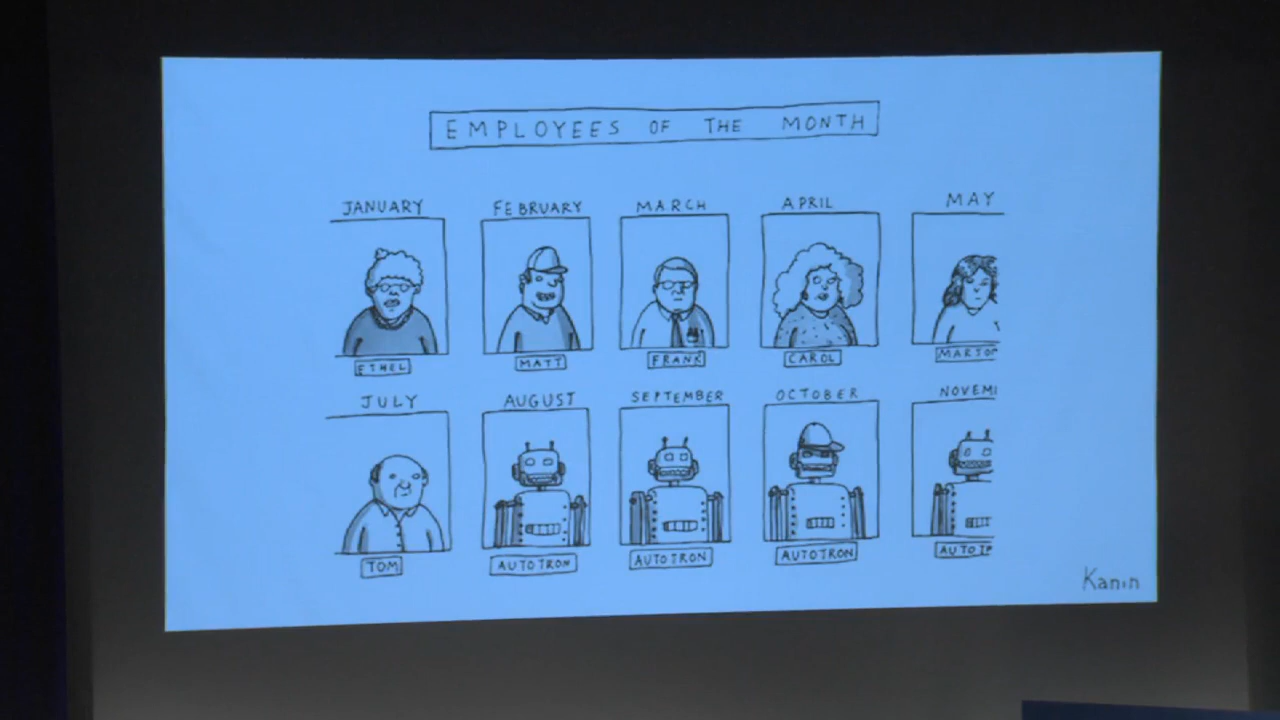 EMPLOYEES OF THE MONTH
JANUARY FEBRUARY MARCH APRIL MAY
ETHEL MATT FRANK CAROL
JULY AUGUST SEPTEMBER OCTOBER NOVEM
TOM AUTOTRON AUTOTRON AUTOTRON
Kanin